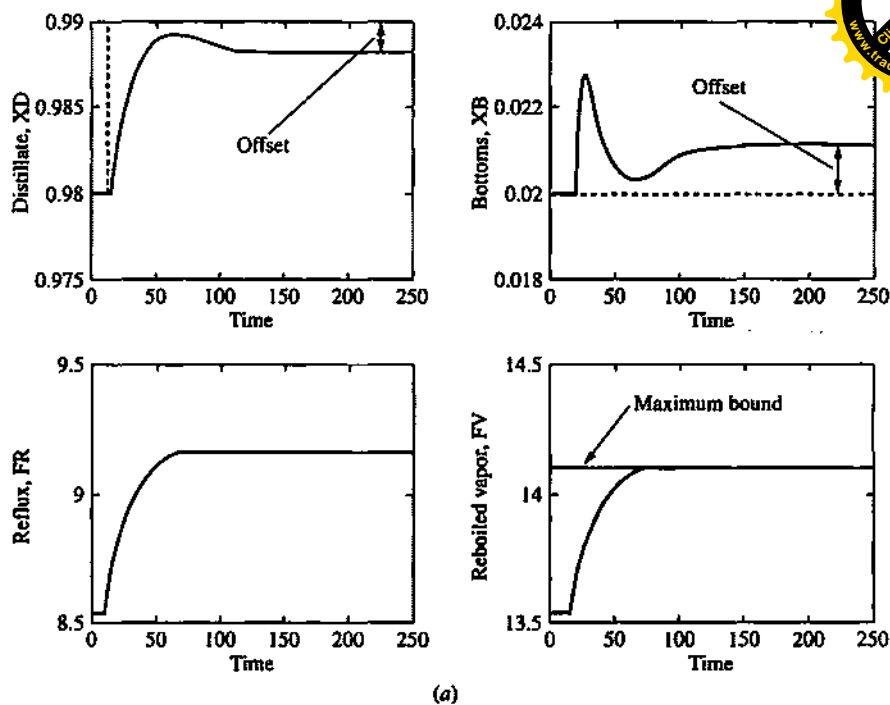 0.99
0.985
0.98
0.975
Distillate, XD
Offset
0 50 100 150 200 250
Time
0.024
0.022
0.02
0.018
Bottoms, XB
Offset
0 50 100 150 200 250
Time
9.5
9
8.5
Reflux, FR
0 50 100 150 200 250
Time
14.5
14
13.5
Reboiled vapor, FV
Maximum bound
0 50 100 150 200 250
Time
(a)